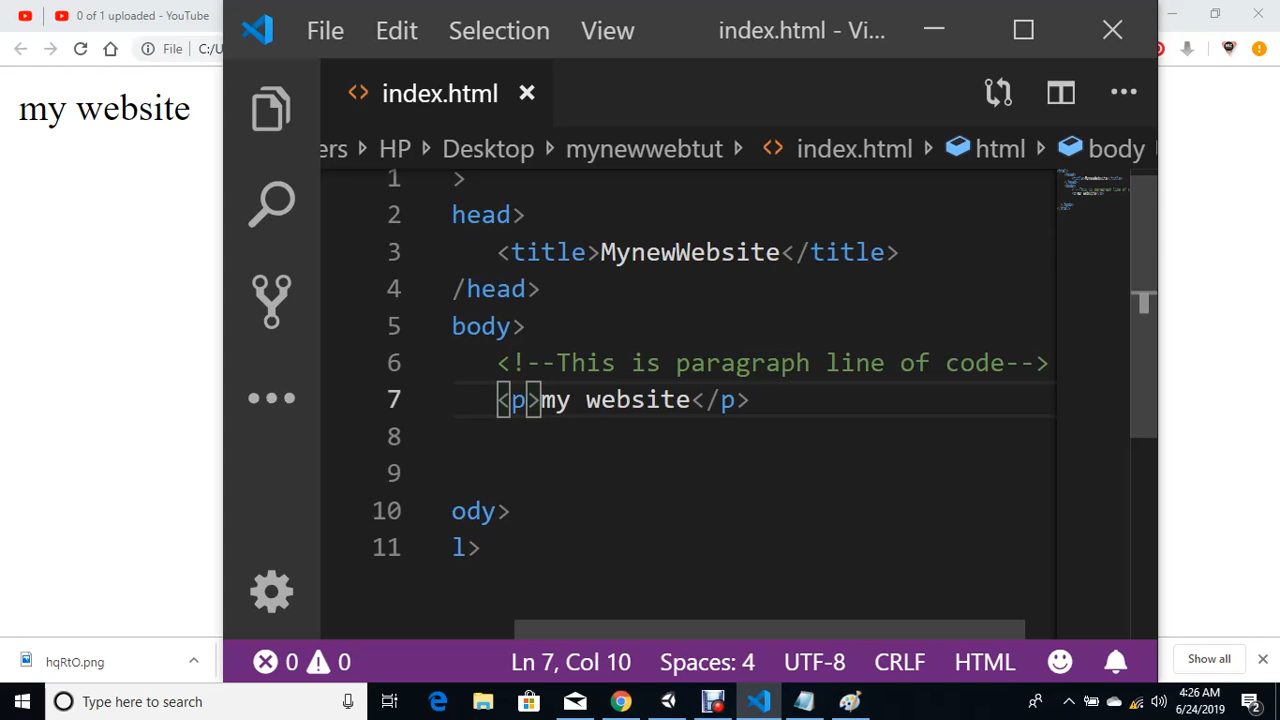 0 of 1 uploaded - YouTube
File C:/U
my website
File Edit Selection View index.html - Vi...
index.html
ers HP Desktop mynewwebtut index.html html body
1 >
2 head>
3 <title>MynewWebsite</title>
4 /head>
5 body>
6 <!--This is paragraph line of code-->
7 <p>my website</p>
8
9
10 ody>
11 l>
0 0 Ln 7, Col 10 Spaces: 4 UTF-8 CRLF HTML
hqRtO.png Show all
Type here to search
4:26 AM
6/24/2019
2